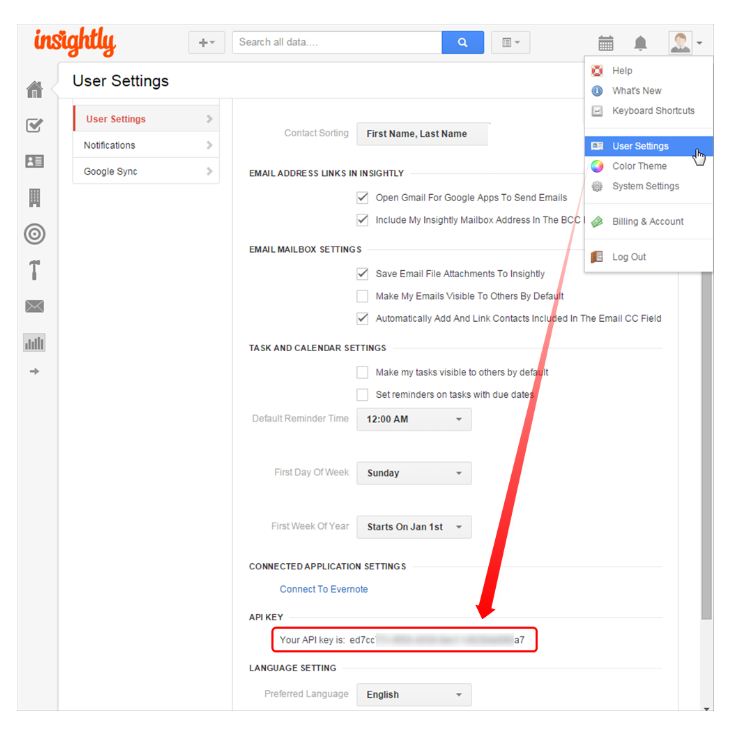 insightly
Search all data....
User Settings
Help
What's New
Keyboard Shortcuts
User Settings
Color Theme
System Settings
Billing & Account
Log Out
User Settings
Notifications
Google Sync
Contact Sorting First Name, Last Name
EMAIL ADDRESS LINKS IN INSIGHTLY
Open Gmail For Google Apps To Send Emails
Include My Insightly Mailbox Address In The BCC
EMAIL MAILBOX SETTINGS
Save Email File Attachments To Insightly
Make My Emails Visible To Others By Default
Automatically Add And Link Contacts Included In The Email CC Field
TASK AND CALENDAR SETTINGS
Make my tasks visible to others by default
Set reminders on tasks with due dates
Default Reminder Time 12:00 AM
First Day Of Week Sunday
First Week Of Year Starts On Jan 1st
CONNECTED APPLICATION SETTINGS
Connect To Evernote
API KEY
Your API key is: ed7cc a7
LANGUAGE SETTING
Preferred Language English